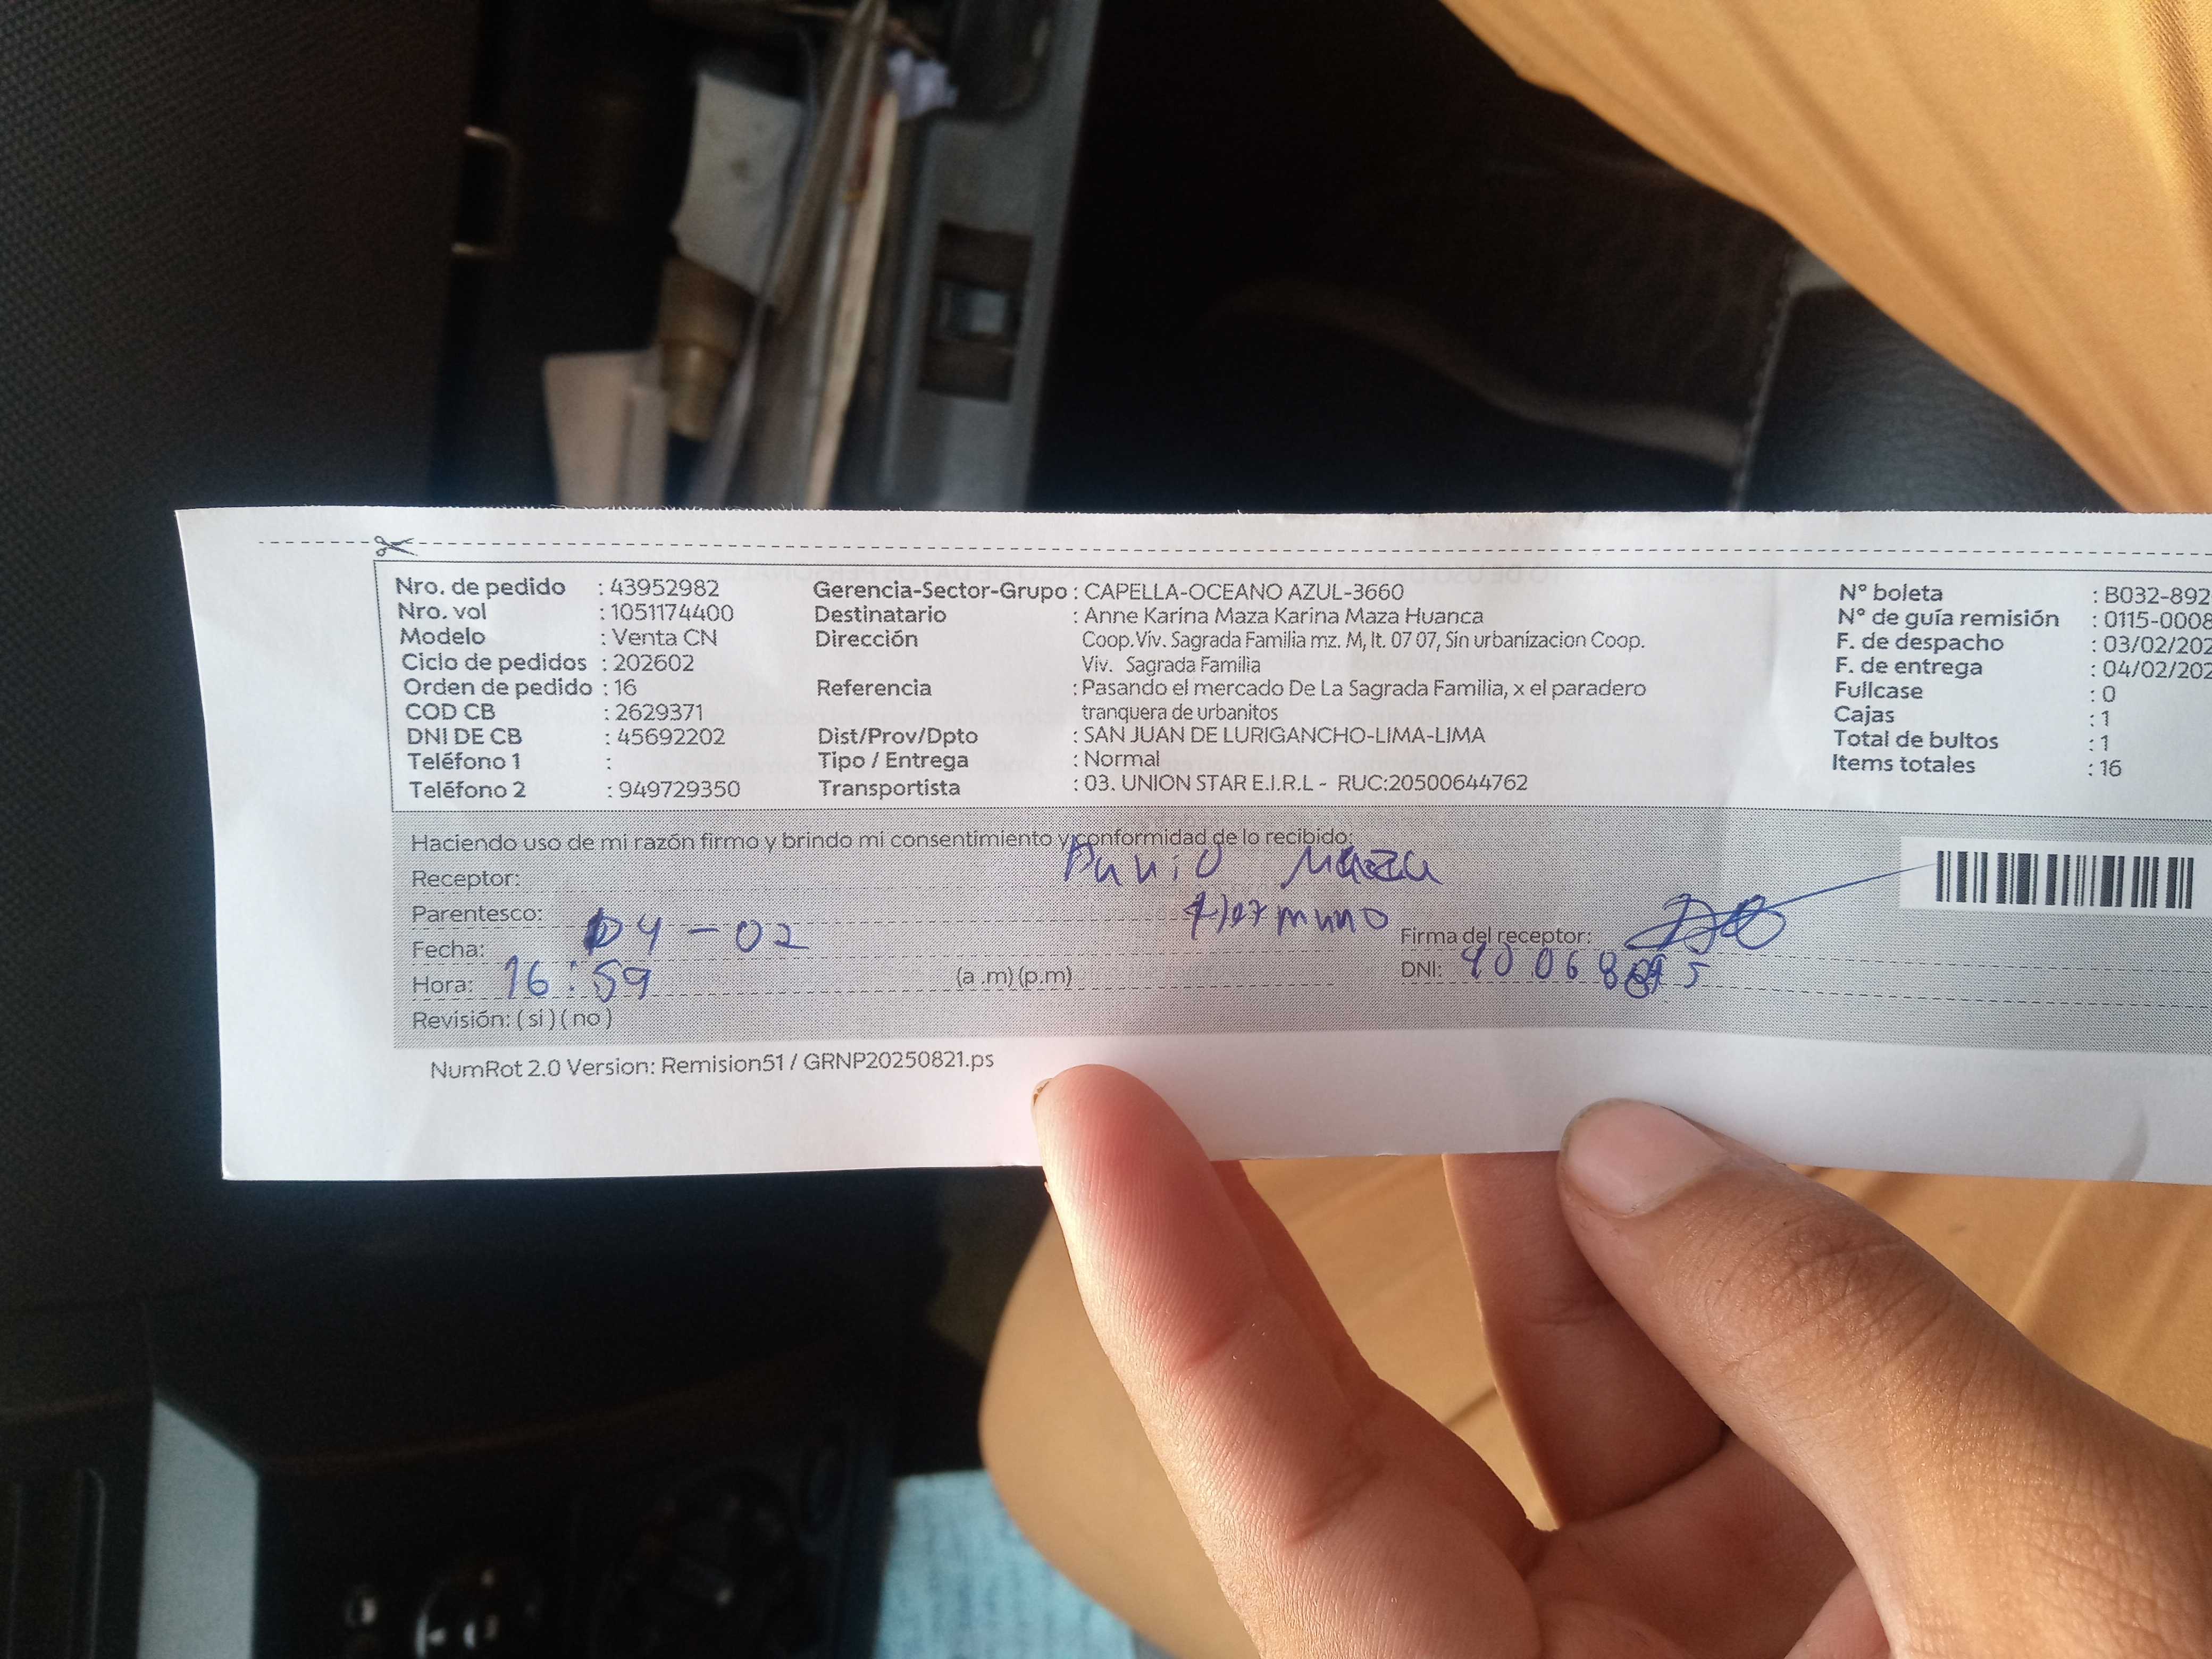 Nro. de pedido : 43952982 Gerencia-Sector-Grupo : CAPELLA-OCEANO AZUL-3660 N° boleta : B032-892
Nro. vol : 1051174400 Destinatario : Anne Karina Maza Karina Maza Huanca N° de guía remisión : 0115-0008
Modelo : Venta CN Dirección Coop.Viv. Sagrada Familia mz. M, lt. 07 07, Sin urbanizacion Coop. F. de despacho : 03/02/202
Ciclo de pedidos : 202602 Viv. Sagrada Familia F. de entrega : 04/02/202
Orden de pedido : 16 Referencia : Pasando el mercado De La Sagrada Familia, x el paradero Fullcase : 0
COD CB : 2629371 tranquera de urbanitos Cajas : 1
DNI DE CB : 45692202 Dist/Prov/Dpto : SAN JUAN DE LURIGANCHO-LIMA-LIMA Total de bultos : 1
Teléfono 1 : Tipo / Entrega : Normal Items totales : 16
Teléfono 2 : 949729350 Transportista : 03. UNION STAR E.I.R.L - RUC:20500644762
Haciendo uso de mi razón firmo y brindo mi consentimiento y conformidad de lo recibido:
Receptor: David Maza
Parentesco: Hermano
Fecha: 04-02 Firma del receptor:
Hora: 16:59 (a .m) (p.m) DNI:
Revisión: ( si ) ( no )
NumRot 2.0 Version: Remision51 / GRNP20250821.ps